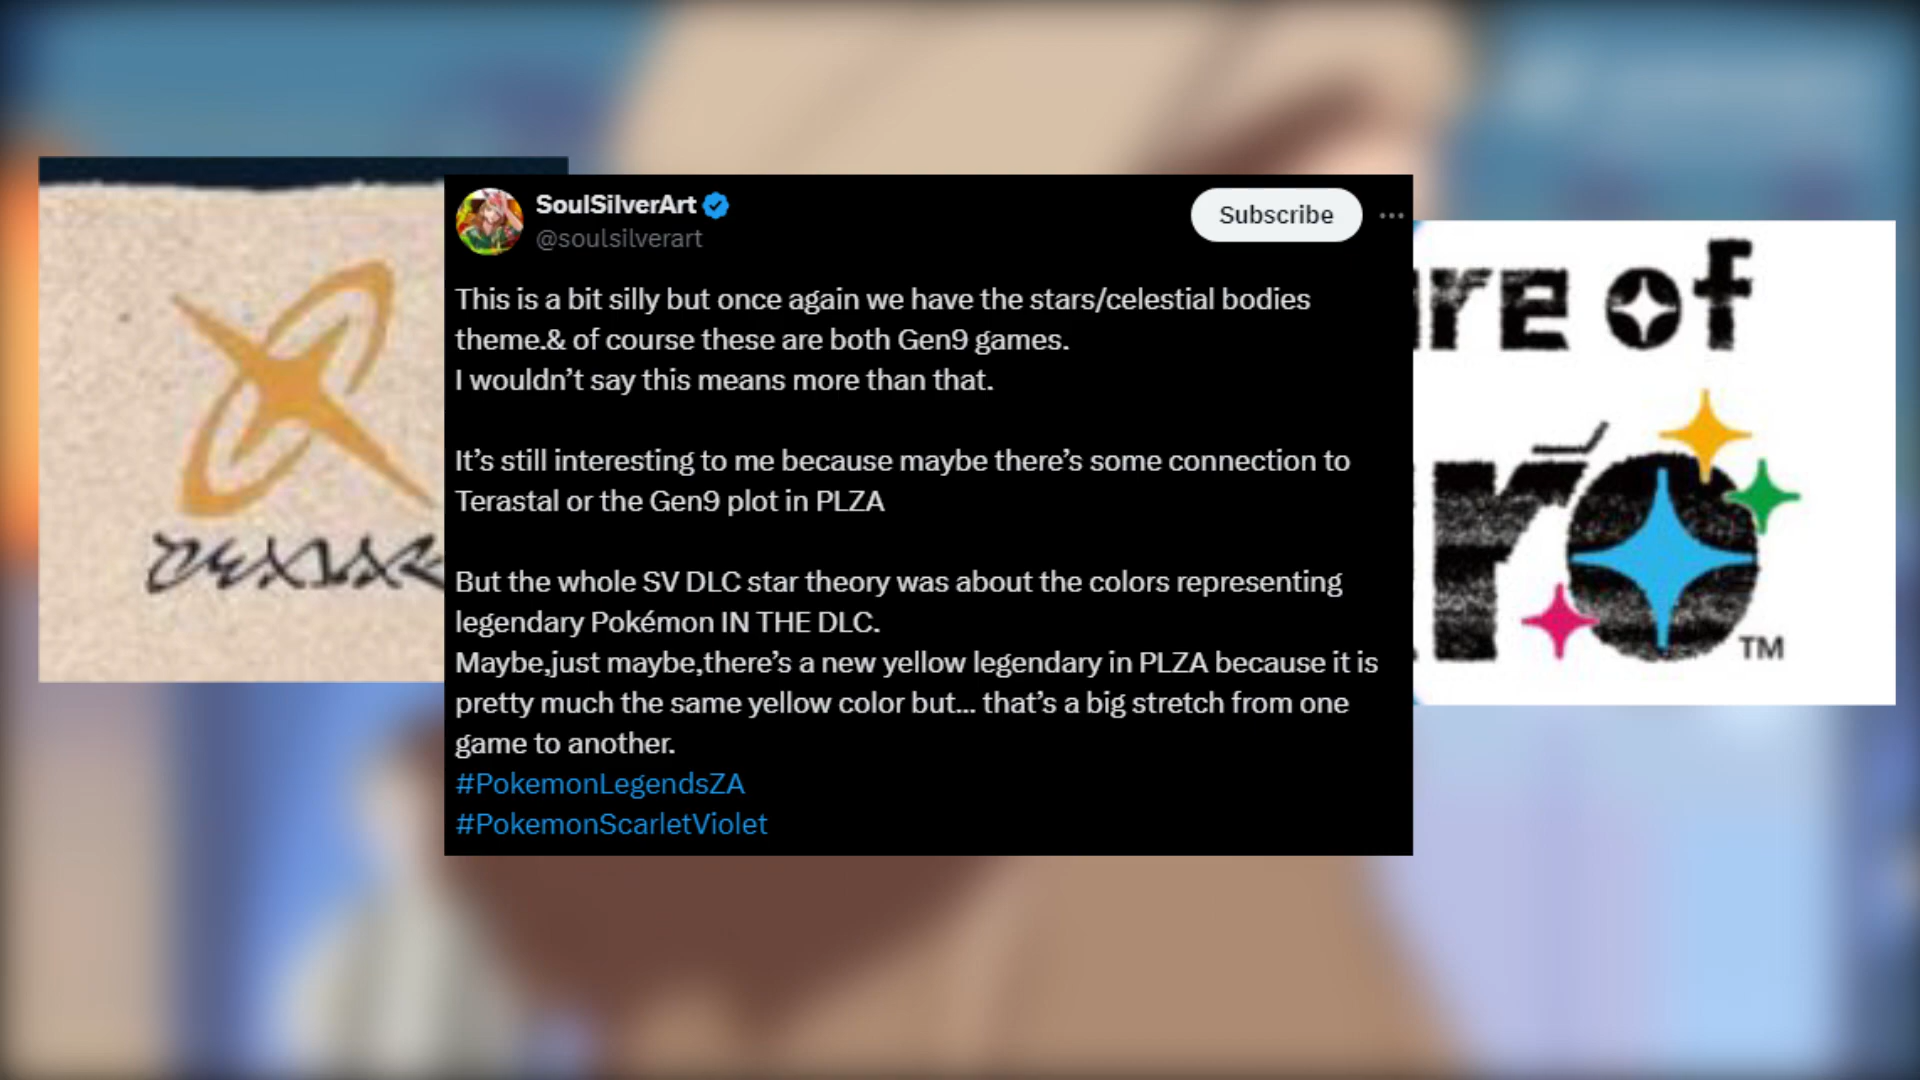 SoulSilverArt
@soulsilverart
Subscribe
This is a bit silly but once again we have the stars/celestial bodies
theme.& of course these are both Gen9 games.
I wouldn’t say this means more than that.
It’s still interesting to me because maybe there’s some connection to
Terastal or the Gen9 plot in PLZA
But the whole SV DLC star theory was about the colors representing
legendary Pokémon IN THE DLC.
Maybe,just maybe,there’s a new yellow legendary in PLZA because it is
pretty much the same yellow color but... that’s a big stretch from one
game to another.
#PokemonLegendsZA
#PokemonScarletViolet
re of
ro
TM